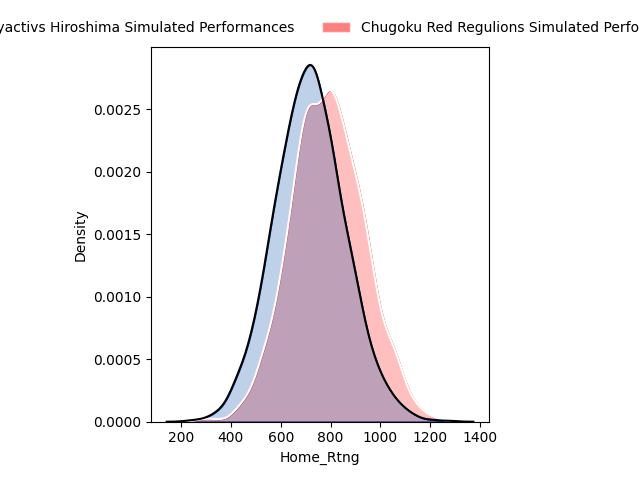 yactivs Hiroshima Simulated Performances
Chugoku Red Regulions Simulated Perfo
0.0025
0.0020
0.0015
0.0010
0.0005
0.0000
Density
200 400 600 800 1000 1200 1400
Home_Rtng